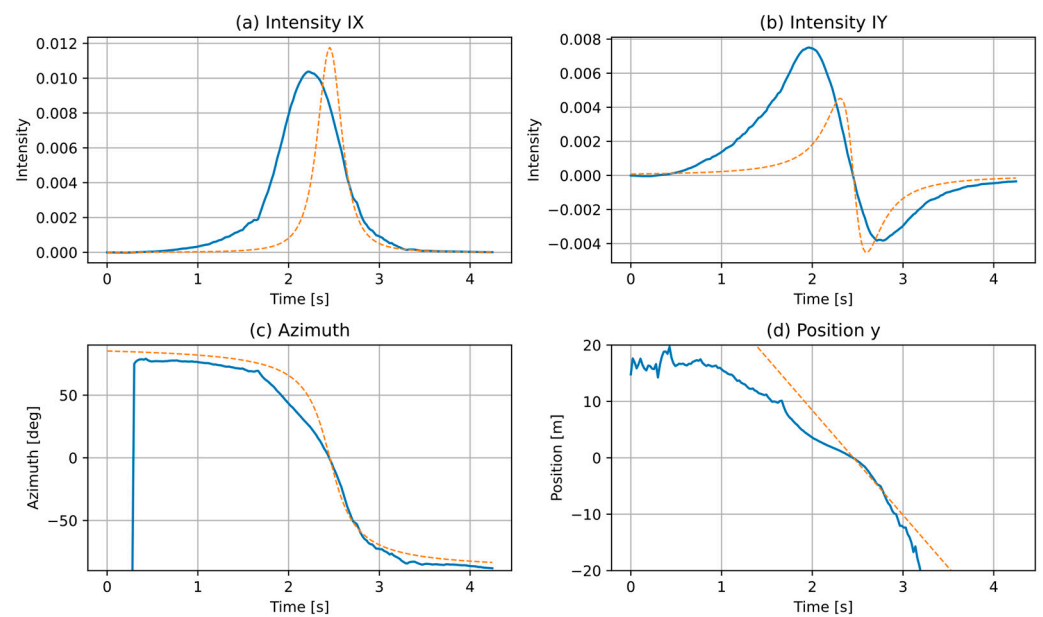 (a) Intensity IX
Intensity
0.012
0.010
0.008
0.006
0.004
0.002
0.000
0 1 2 3 4
Time [s]
(b) Intensity IY
Intensity
0.008
0.006
0.004
0.002
0.000
−0.002
−0.004
0 1 2 3 4
Time [s]
(c) Azimuth
Azimuth [deg]
50
0
−50
0 1 2 3 4
Time [s]
(d) Position y
Position [m]
20
10
0
−10
−20
0 1 2 3 4
Time [s]